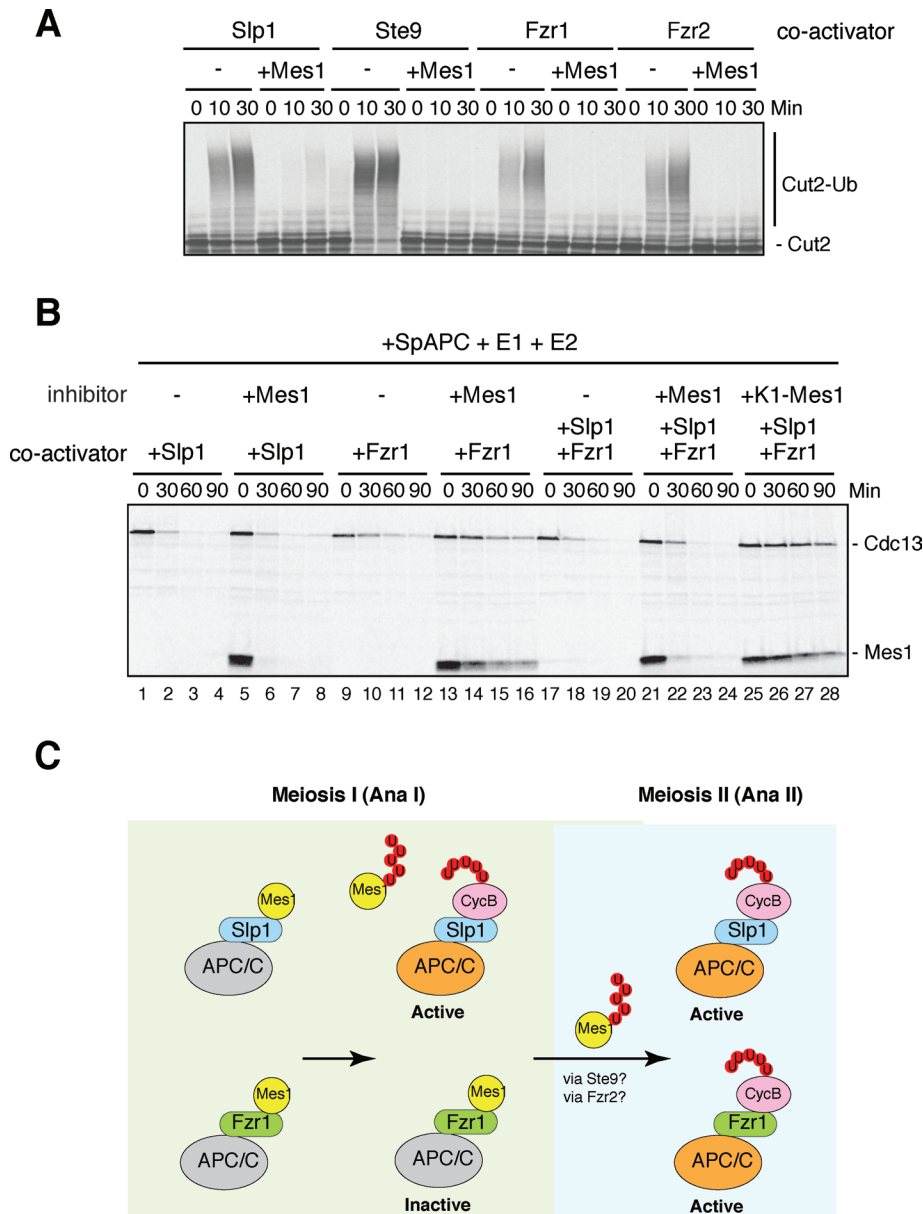 A
Slp1 Ste9 Fzr1 Fzr2 co-activator
- +Mes1 - +Mes1 - +Mes1 - +Mes1
0 10 30 0 10 30 0 10 30 0 10 30 0 10 30 0 10 30 0 10 30 0 10 30 Min
Cut2-Ub
- Cut2
B
+SpAPC + E1 + E2
inhibitor - +Mes1 - +Mes1 - +Mes1 +K1-Mes1
+Slp1 +Slp1 +Slp1
co-activator +Slp1 +Slp1 +Fzr1 +Fzr1 +Fzr1 +Fzr1 +Fzr1
0 30 60 90 0 30 60 90 0 30 60 90 0 30 60 90 0 30 60 90 0 30 60 90 0 30 60 90 Min
- Cdc13
- Mes1
1 2 3 4 5 6 7 8 9 10 11 12 13 14 15 16 17 18 19 20 21 22 23 24 25 26 27 28
C
Meiosis I (Ana I) Meiosis II (Ana II)
U U U U U
U U U U U
U U U U U
Mes1 Mes1 CycB CycB
Slp1 Slp1 Slp1
APC/C APC/C APC/C
Active Active
U U U U U
Mes1
U U U U U
via Ste9?
via Fzr2?
Mes1 Mes1 CycB
Fzr1 Fzr1 Fzr1
APC/C APC/C APC/C
Inactive Active